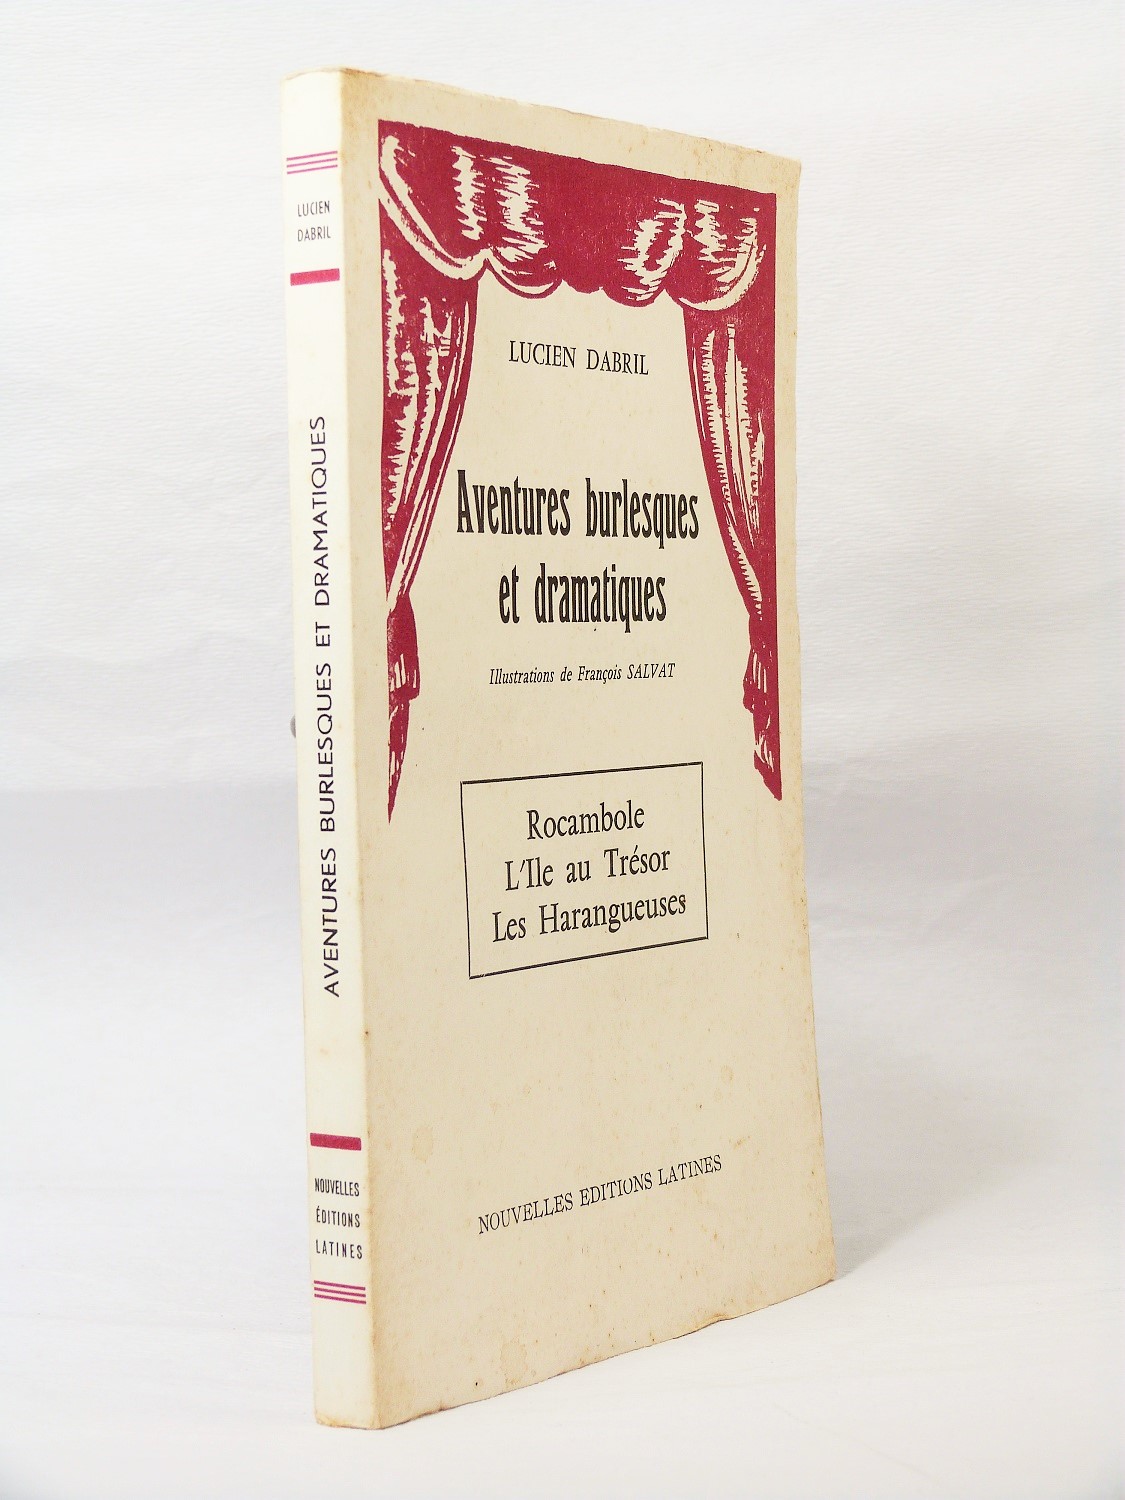 LUCIEN
DABRIL
AVENTURES BURLESQUES ET DRAMATIQUES
NOUVELLES
ÉDITIONS
LATINES
LUCIEN DABRIL
Aventures burlesques
et dramatiques
Illustrations de François SALVAT
Rocambole
L'Ile au Trésor
Les Harangueuses
NOUVELLES EDITIONS LATINES